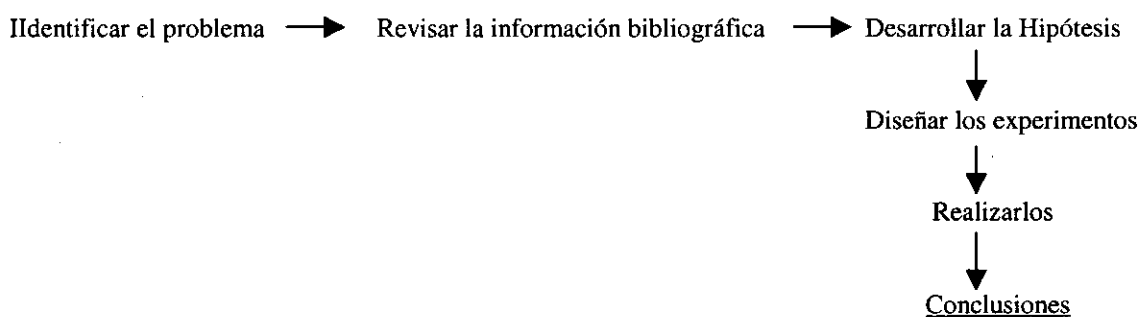 IIdentificar el problema Revisar la información bibliográfica Desarrollar la Hipótesis
Diseñar los experimentos
Realizarlos
Conclusiones